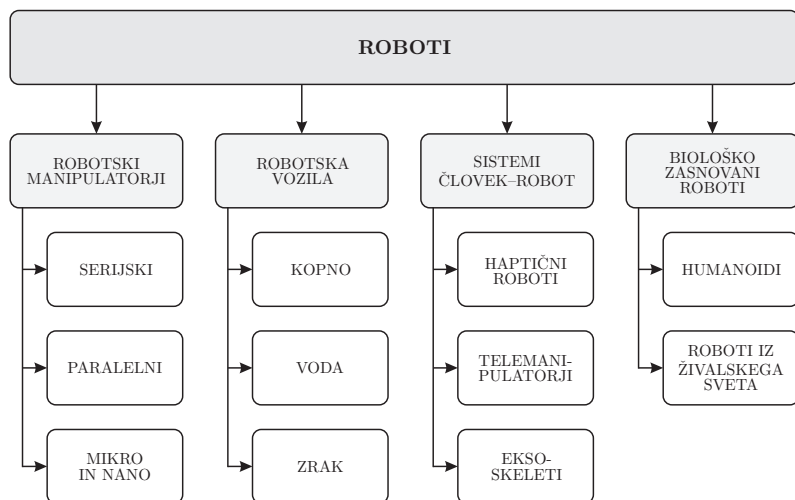 ROBOTI
ROBOTSKI
MANIPULATORJI
SERIJSKI
PARALELNI
MIKRO
IN NANO
ROBOTSKA
VOZILA
KOPNO
VODA
ZRAK
SISTEMI
ČLOVEK–ROBOT
HAPTIČNI
ROBOTI
TELEMANI-
PULATORJI
EKSO-
SKELETI
BIOLOŠKO
ZASNOVANI
ROBOTI
HUMANOIDI
ROBOTI IZ
ŽIVALSKEGA
SVETA